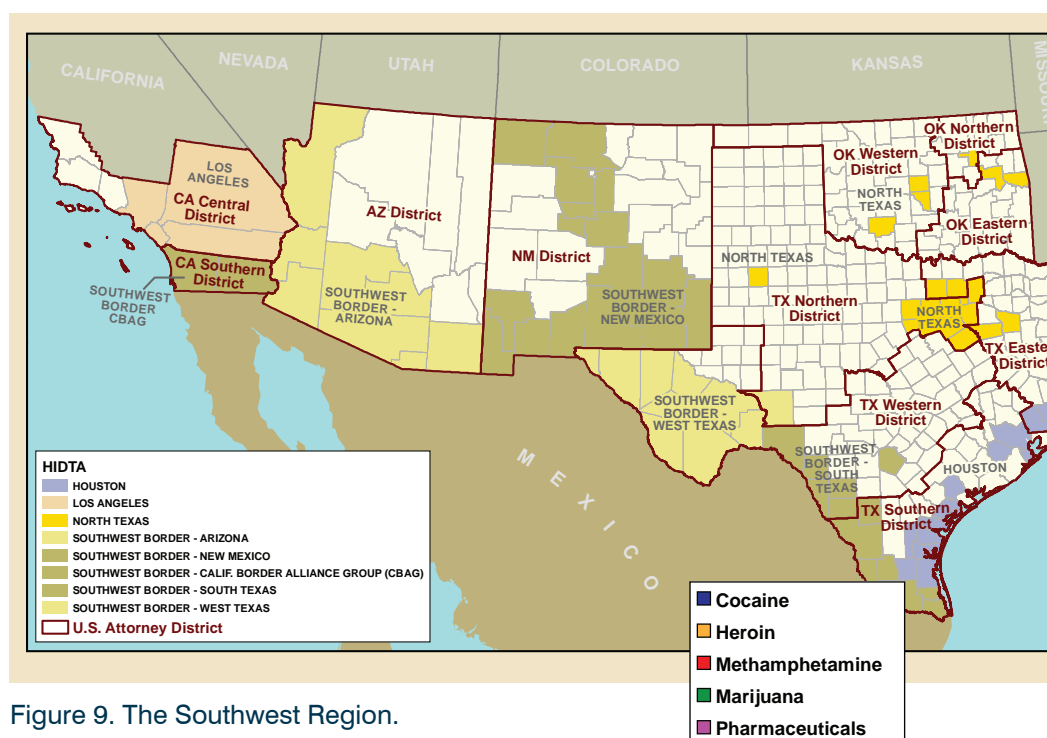 CALIFORNIA
NEVADA
UTAH
COLORADO
KANSAS
MISSOURI
LOS
ANGELES
CA Central
District
CA Southern
District
SOUTHWEST
BORDER
CBAG
AZ District
SOUTHWEST
BORDER -
ARIZONA
NM District
SOUTHWEST
BORDER -
NEW MEXICO
OK Northern
District
OK Western
District
NORTH
TEXAS
OK Eastern
District
NORTH TEXAS
TX Northern
District
NORTH
TEXAS
TX Easte
District
SOUTHWEST
BORDER -
WEST TEXAS
TX Western
District
SOUTHWEST
BORDER -
SOUTH
TEXAS
HOUSTON
TX Southern
District
MEXICO
HIDTA
HOUSTON
LOS ANGELES
NORTH TEXAS
SOUTHWEST BORDER - ARIZONA
SOUTHWEST BORDER - NEW MEXICO
SOUTHWEST BORDER - CALIF. BORDER ALLIANCE GROUP (CBAG)
SOUTHWEST BORDER - SOUTH TEXAS
SOUTHWEST BORDER - WEST TEXAS
U.S. Attorney District
Cocaine
Heroin
Methamphetamine
Marijuana
Pharmaceuticals
Figure 9. The Southwest Region.